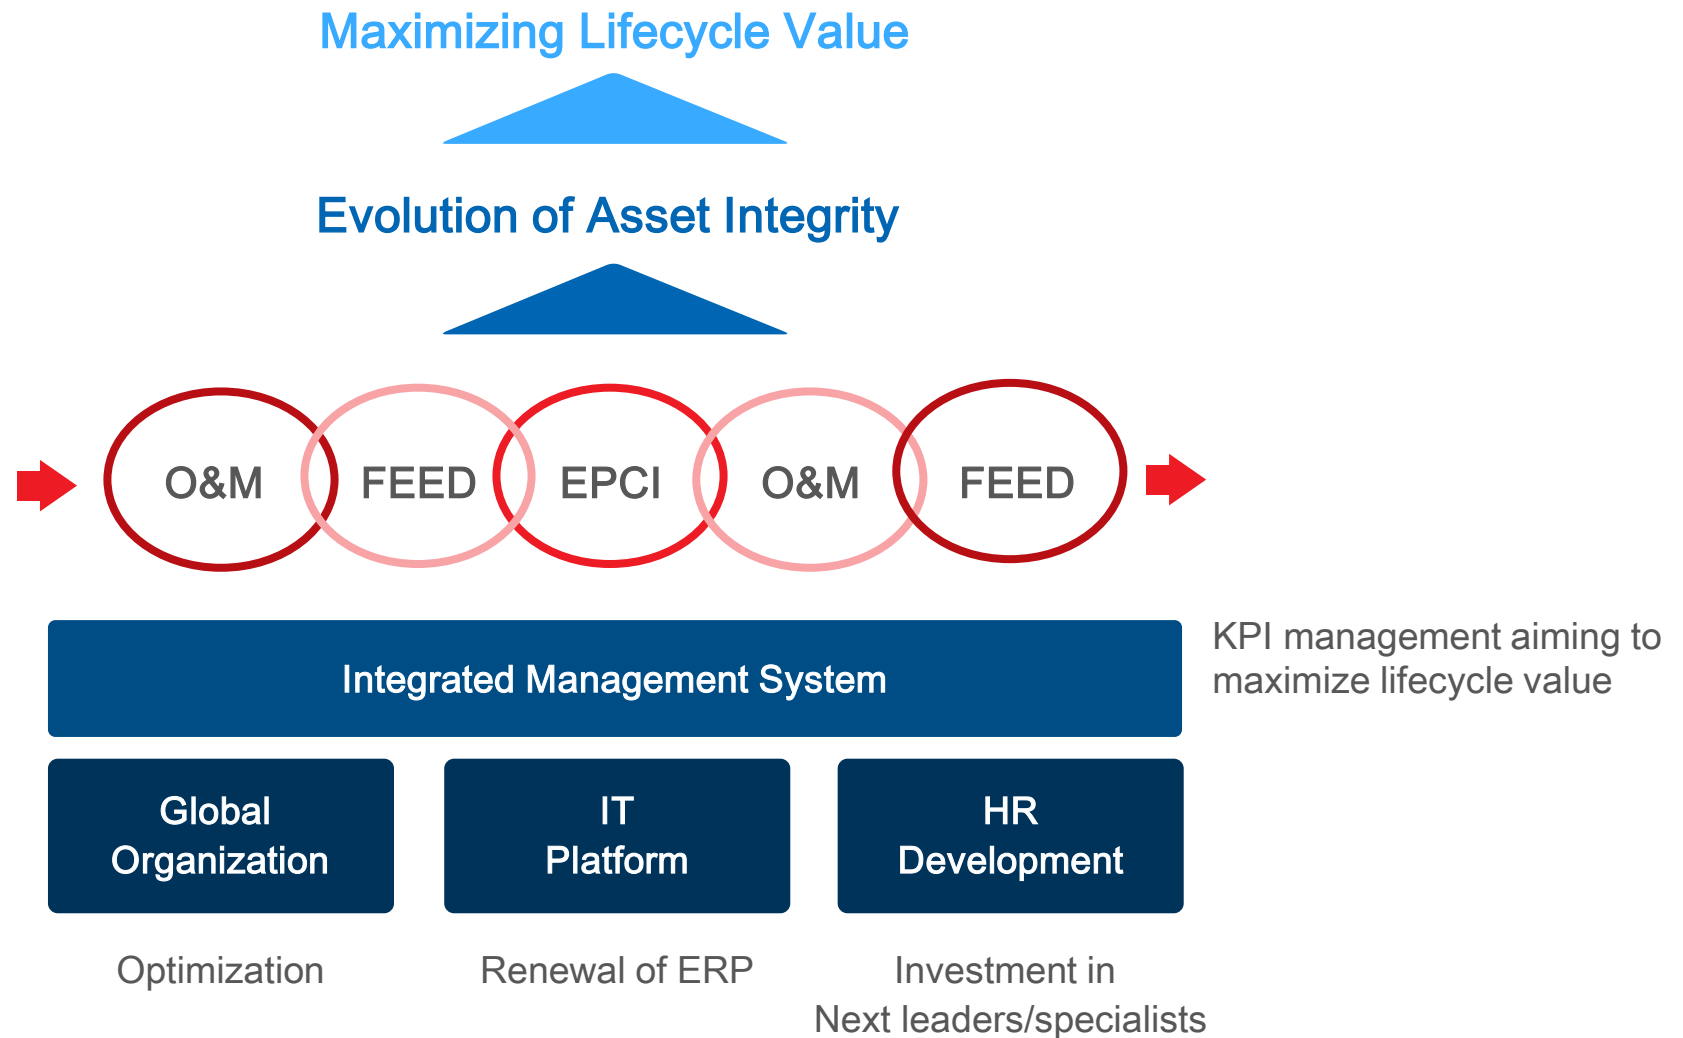 Maximizing Lifecycle Value
Evolution of Asset Integrity
O&M
FEED
EPCI
O&M
FEED
Integrated Management System
KPI management aiming to
maximize lifecycle value
Global
Organization
IT
Platform
HR
Development
Optimization
Renewal of ERP
Investment in
Next leaders/specialists